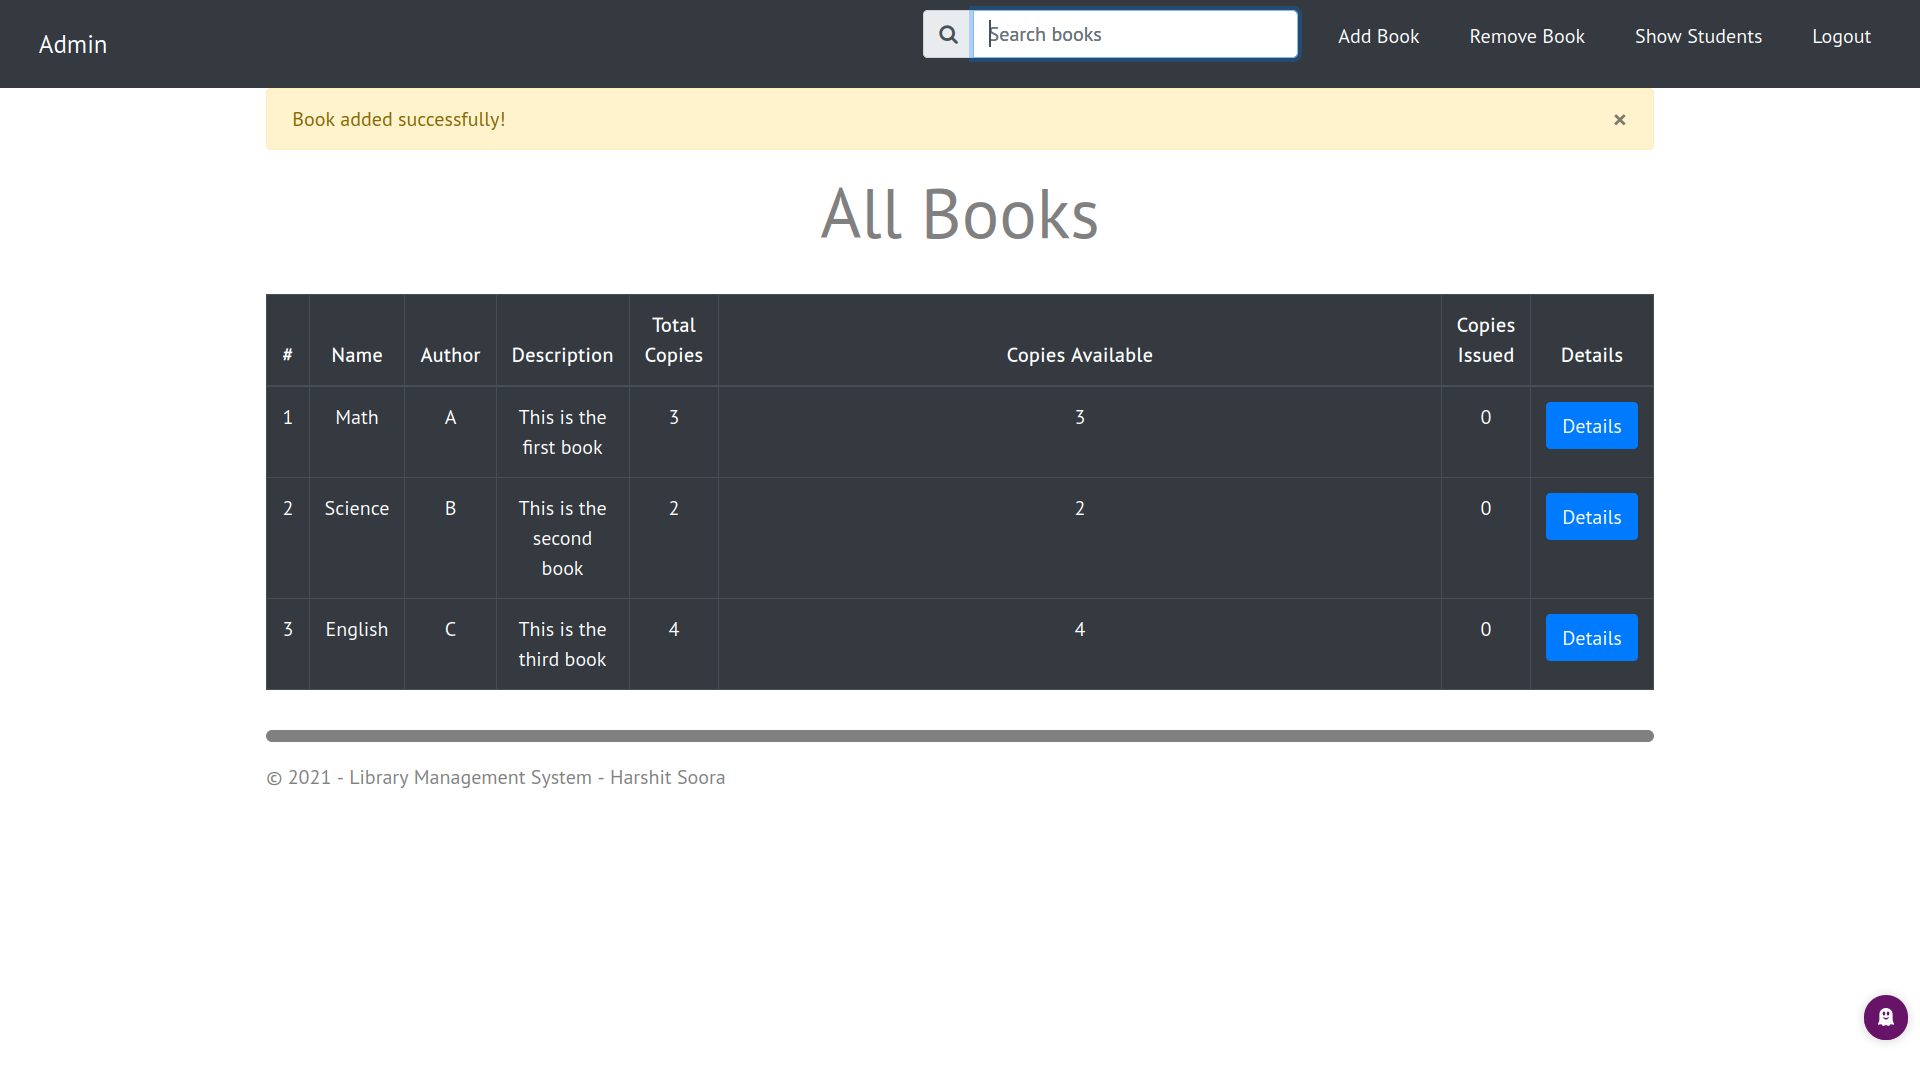 Admin
Search books
Add Book
Remove Book
Show Students
Logout
Book added successfully!
×
All Books
# Name Author Description Total Copies Copies Available Copies Issued Details
1 Math A This is the first book 3 3 0 Details
2 Science B This is the second book 2 2 0 Details
3 English C This is the third book 4 4 0 Details
© 2021 - Library Management System - Harshit Soora